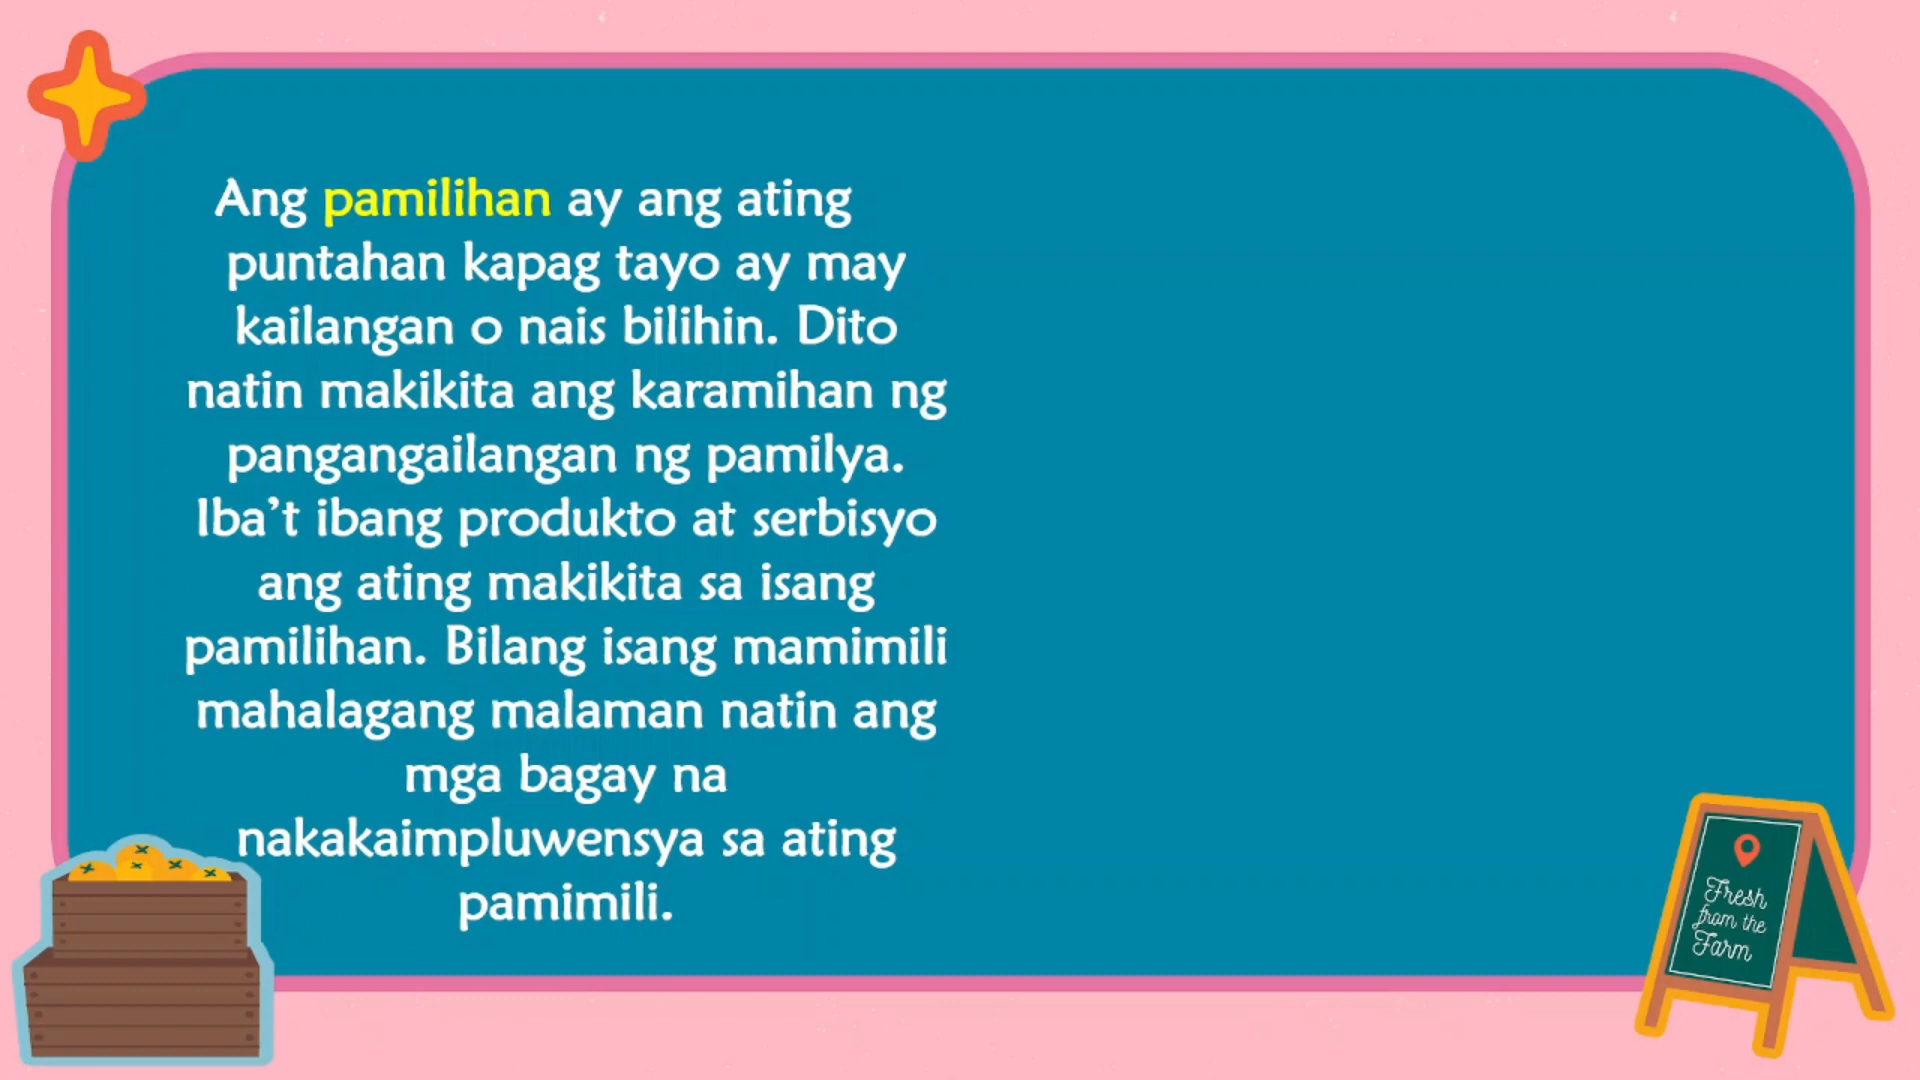 Ang pamilihan ay ang ating
puntahan kapag tayo ay may
kailangan o nais bilihin. Dito
natin makikita ang karamihan ng
pangangailangan ng pamilya.
Iba’t ibang produkto at serbisyo
ang ating makikita sa isang
pamilihan. Bilang isang mamimili
mahalagang malaman natin ang
mga bagay na
nakakaimpluwensya sa ating
pamimili.
Fresh
from the
Farm